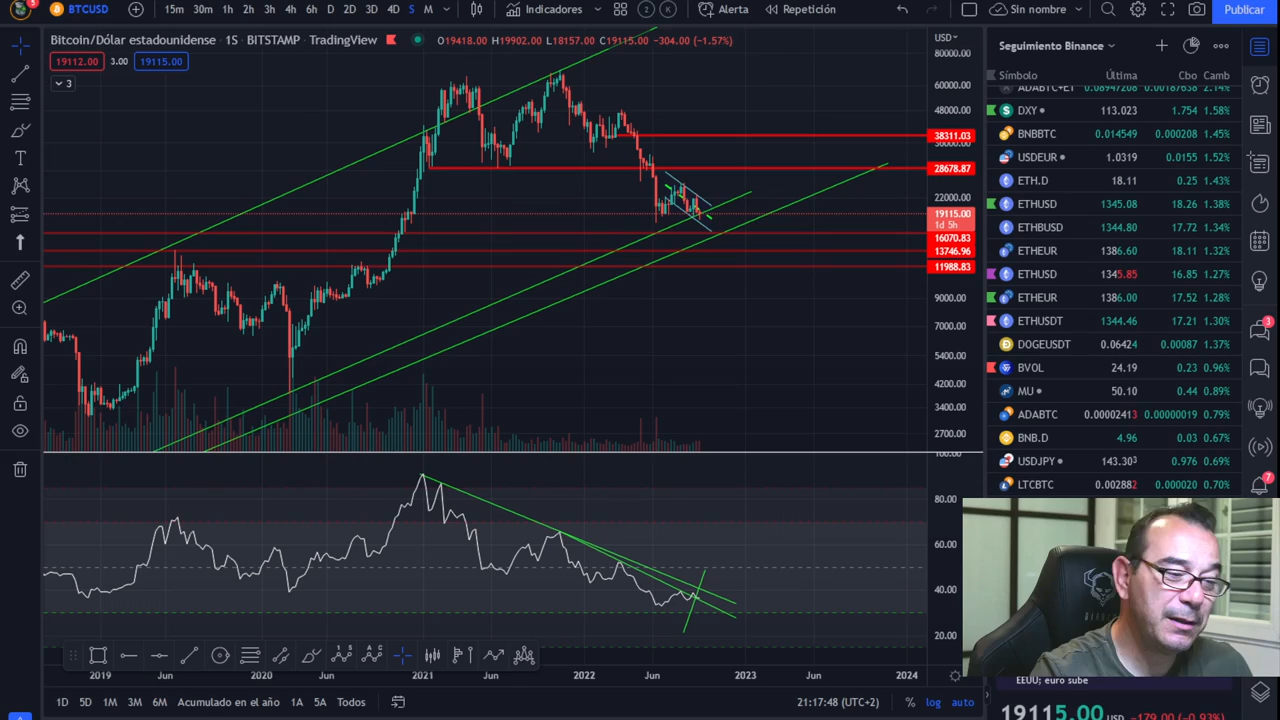 5
BTCUSD
15m 30m 1h 2h 3h 4h 6h D 2D 3D 4D S M
Indicadores
2
Alerta
Repetición
Sin nombre
Publicar
Bitcoin/Dólar estadounidense · 1S · BITSTAMP · TradingView
O19418.00 H19902.00 L18157.00 C19115.00 -304.00 (-1.57%)
19112.00 3.00 19115.00
3
USD
80000.00
60000.00
48000.00
38311.03
28678.87
22000.00
19115.00
1d 5h
16070.83
13746.96
11988.83
9000.00
7000.00
5400.00
4200.00
3400.00
2700.00
100.00
80.00
60.00
40.00
20.00
2019 Jun 2020 Jun 2021 Jun 2022 Jun 2023 Jun 2024
1D 5D 1M 3M 6M Acumulado en el año 1A 5A Todos
21:17:48 (UTC+2)
% log auto
Seguimiento Binance
Símbolo Última Cbo Camb
ADABTC+ET 0.08947208 0.00187638 2.14%
DXY 113.023 1.754 1.58%
BNBBTC 0.014549 0.000208 1.45%
USDEUR 1.0319 0.0155 1.52%
ETH.D 18.11 0.25 1.43%
ETHUSD 1345.08 18.26 1.38%
ETHBUSD 1344.80 17.72 1.34%
ETHEUR 1386.60 18.11 1.32%
ETHUSD 1345.85 16.85 1.27%
ETHEUR 1386.00 17.52 1.28%
ETHUSDT 1344.46 17.21 1.30%
DOGEUSDT 0.06424 0.00087 1.37%
BVOL 24.19 0.23 0.96%
MU 50.10 0.44 0.89%
ADABTC 0.00002413 0.00000019 0.79%
BNB.D 4.96 0.03 0.67%
USDJPY 143.303 0.976 0.69%
LTCBTC 0.002882 0.000020 0.70%
3
7
EEUU; euro sube
19115.00 USD -179.00 (-0.93%)